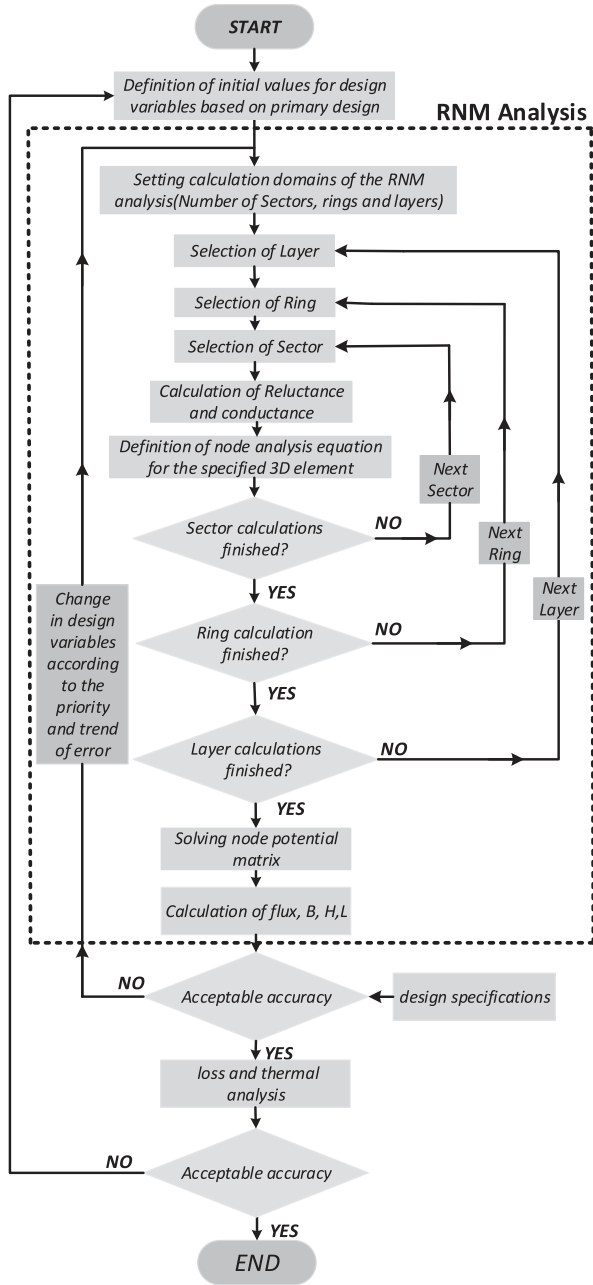 START
Definition of initial values for design
variables based on primary design
RNM Analysis
Setting calculation domains of the RNM
analysis(Number of Sectors, rings and layers)
Selection of Layer
Selection of Ring
Selection of Sector
Calculation of Reluctance
and conductance
Definition of node analysis equation
for the specified 3D element
Next
Sector
Sector calculations
finished?
NO
Next
Ring
YES
Next
Layer
Change
in design
variables
according
to the
priority
and trend
of error
Ring calculation
finished?
NO
YES
Layer calculations
finished?
NO
YES
Solving node potential
matrix
Calculation of flux, B, H,L
NO
Acceptable accuracy
design specifications
YES
loss and thermal
analysis
NO
Acceptable accuracy
YES
END